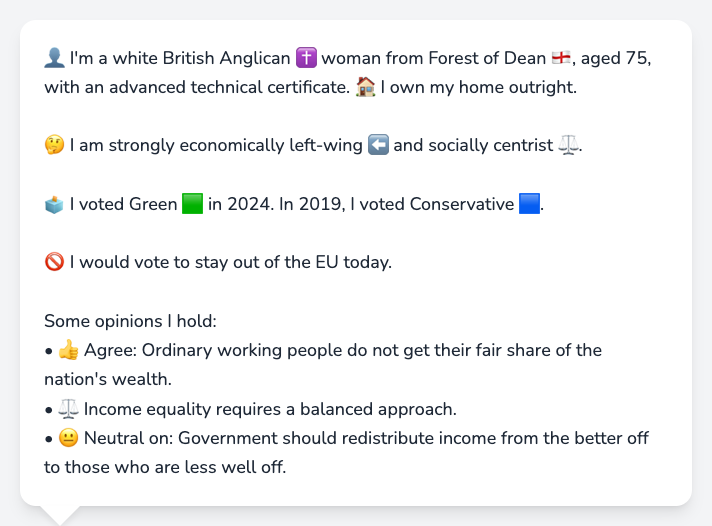 👤 I'm a white British Anglican ✝️ woman from Forest of Dean 🏴󠁧󠁢󠁥󠁮󠁧󠁿, aged 75,
with an advanced technical certificate. 🏠 I own my home outright.
🤔 I am strongly economically left-wing ⬅️ and socially centrist ⚖️.
🗳️ I voted Green 🟩 in 2024. In 2019, I voted Conservative 🟦.
🚫 I would vote to stay out of the EU today.
Some opinions I hold:
• 👍 Agree: Ordinary working people do not get their fair share of the
nation's wealth.
• ⚖️ Income equality requires a balanced approach.
• 😐 Neutral on: Government should redistribute income from the better off
to those who are less well off.